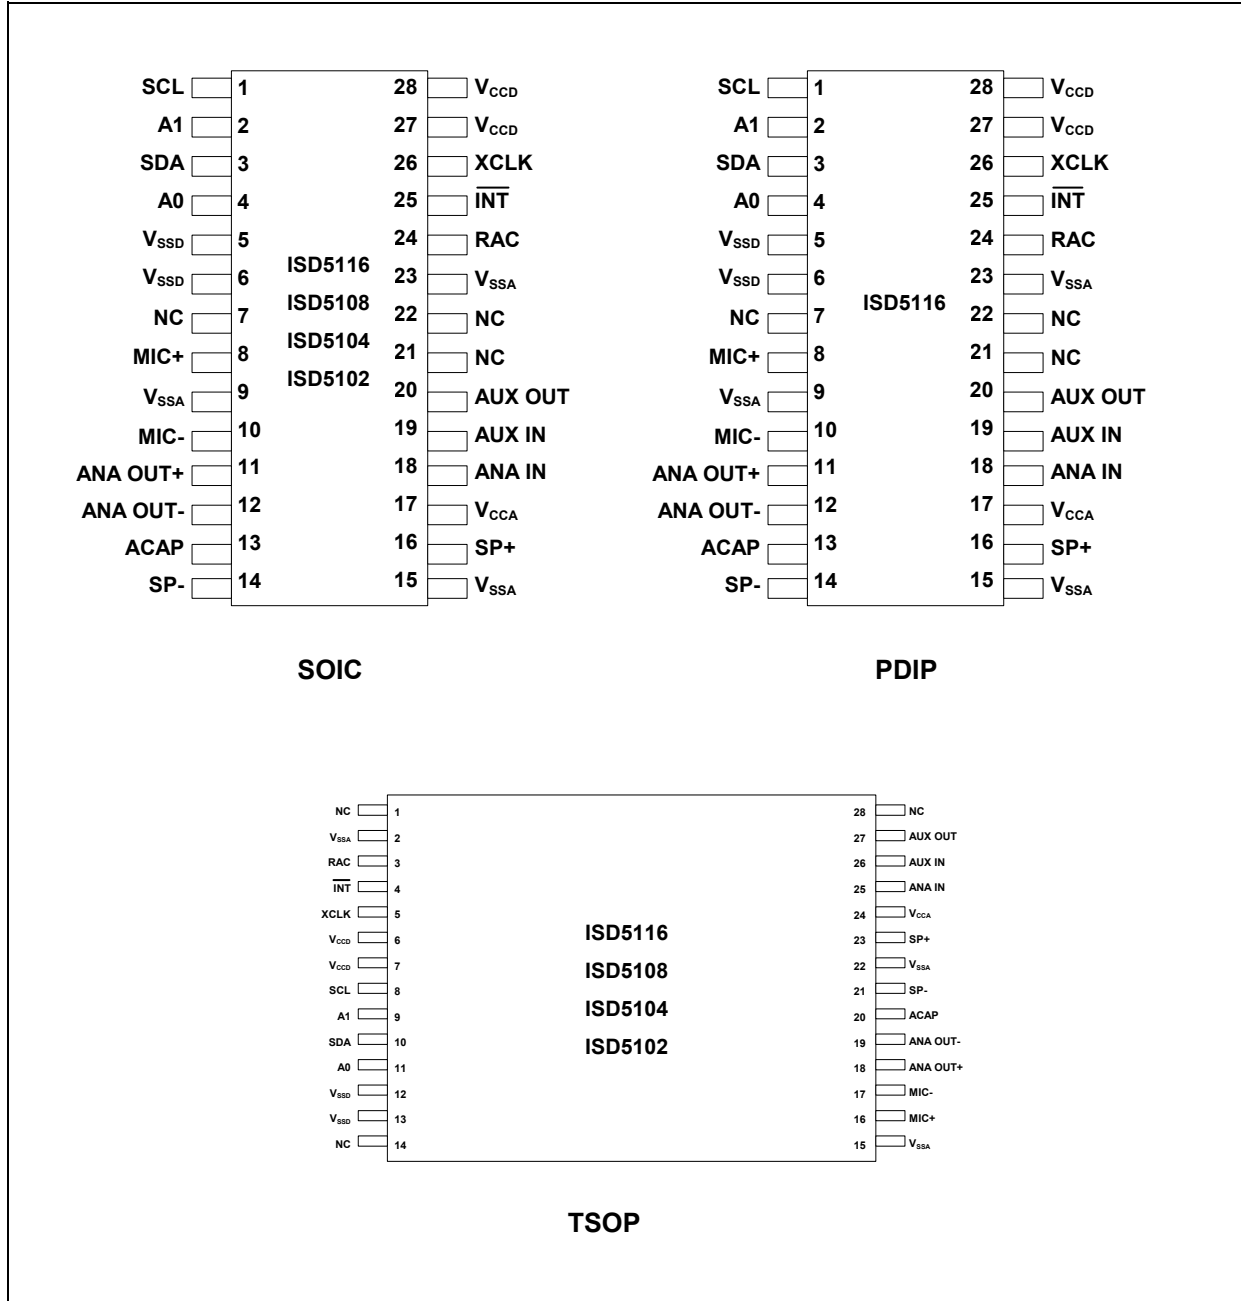 SCL 1 28 VCCD
A1 2 27 VCCD
SDA 3 26 XCLK
A0 4 25 INT
VSSD 5 24 RAC
VSSD 6 23 VSSA
NC 7 22 NC
MIC+ 8 21 NC
VSSA 9 20 AUX OUT
MIC- 10 19 AUX IN
ANA OUT+ 11 18 ANA IN
ANA OUT- 12 17 VCCA
ACAP 13 16 SP+
SP- 14 15 VSSA
ISD5116
ISD5108
ISD5104
ISD5102
SOIC
SCL 1 28 VCCD
A1 2 27 VCCD
SDA 3 26 XCLK
A0 4 25 INT
VSSD 5 24 RAC
VSSD 6 23 VSSA
NC 7 22 NC
MIC+ 8 21 NC
VSSA 9 20 AUX OUT
MIC- 10 19 AUX IN
ANA OUT+ 11 18 ANA IN
ANA OUT- 12 17 VCCA
ACAP 13 16 SP+
SP- 14 15 VSSA
ISD5116
PDIP
NC 1 28 NC
VSSA 2 27 AUX OUT
RAC 3 26 AUX IN
INT 4 25 ANA IN
XCLK 5 24 VCCA
VCCD 6 23 SP+
VCCD 7 22 VSSA
SCL 8 21 SP-
A1 9 20 ACAP
SDA 10 19 ANA OUT-
A0 11 18 ANA OUT+
VSSD 12 17 MIC-
VSSD 13 16 MIC+
NC 14 15 VSSA
ISD5116
ISD5108
ISD5104
ISD5102
TSOP